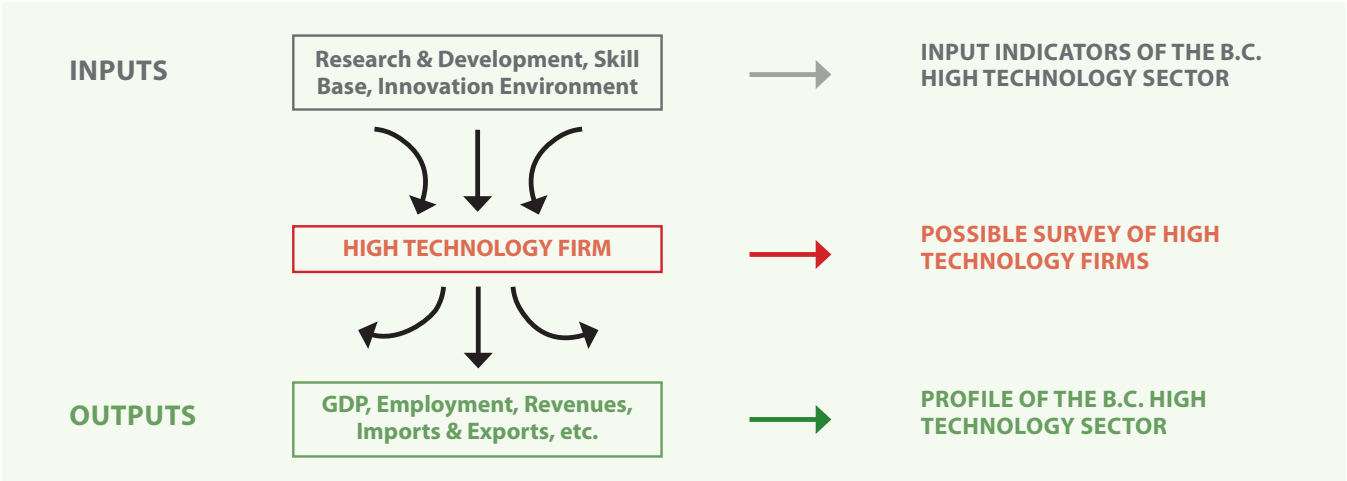 INPUTS
Research & Development, Skill
Base, Innovation Environment
INPUT INDICATORS OF THE B.C.
HIGH TECHNOLOGY SECTOR
HIGH TECHNOLOGY FIRM
POSSIBLE SURVEY OF HIGH
TECHNOLOGY FIRMS
OUTPUTS
GDP, Employment, Revenues,
Imports & Exports, etc.
PROFILE OF THE B.C. HIGH
TECHNOLOGY SECTOR